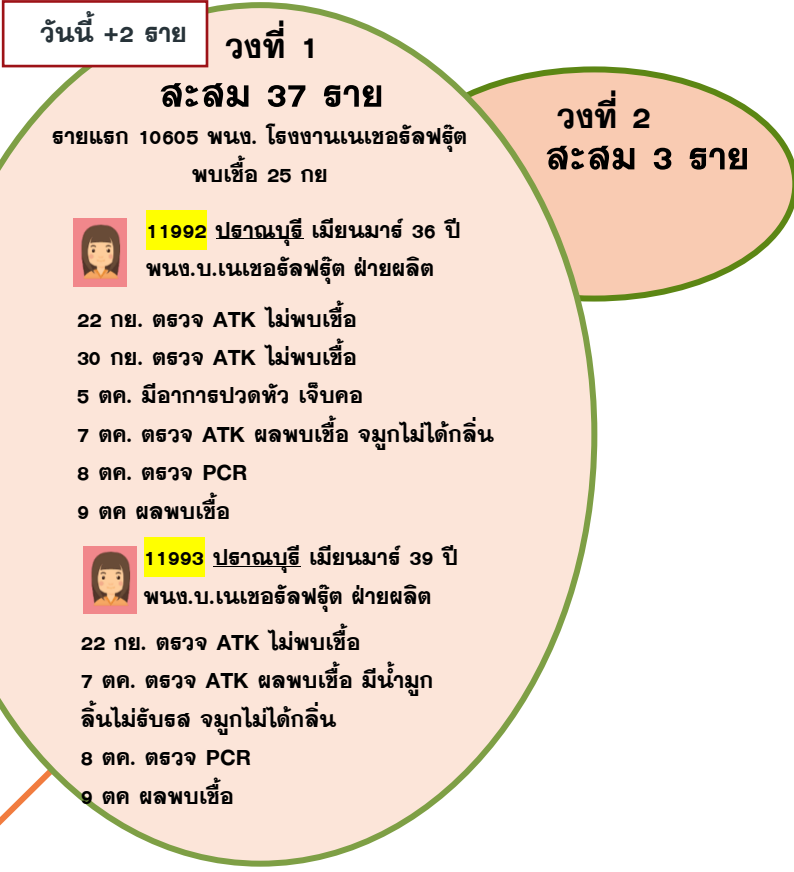 วันนี้ +2 ราย
วงที่ 1
สะสม 37 ราย
รายแรก 10605 พนง. โรงงานเนเชอรัลฟรุ๊ต
พบเชื้อ 25 กย
วงที่ 2
สะสม 3 ราย
11992 ปราณบุรี เมียนมาร์ 36 ปี
พนง.บ.เนเชอรัลฟรุ๊ต ฝ่ายผลิต
22 กย. ตรวจ ATK ไม่พบเชื้อ
30 กย. ตรวจ ATK ไม่พบเชื้อ
5 ตค. มีอาการปวดหัว เจ็บคอ
7 ตค. ตรวจ ATK ผลพบเชื้อ จมูกไม่ได้กลิ่น
8 ตค. ตรวจ PCR
9 ตค ผลพบเชื้อ
11993 ปราณบุรี เมียนมาร์ 39 ปี
พนง.บ.เนเชอรัลฟรุ๊ต ฝ่ายผลิต
22 กย. ตรวจ ATK ไม่พบเชื้อ
7 ตค. ตรวจ ATK ผลพบเชื้อ มีน้ำมูก
ลิ้นไม่รับรส จมูกไม่ได้กลิ่น
8 ตค. ตรวจ PCR
9 ตค ผลพบเชื้อ